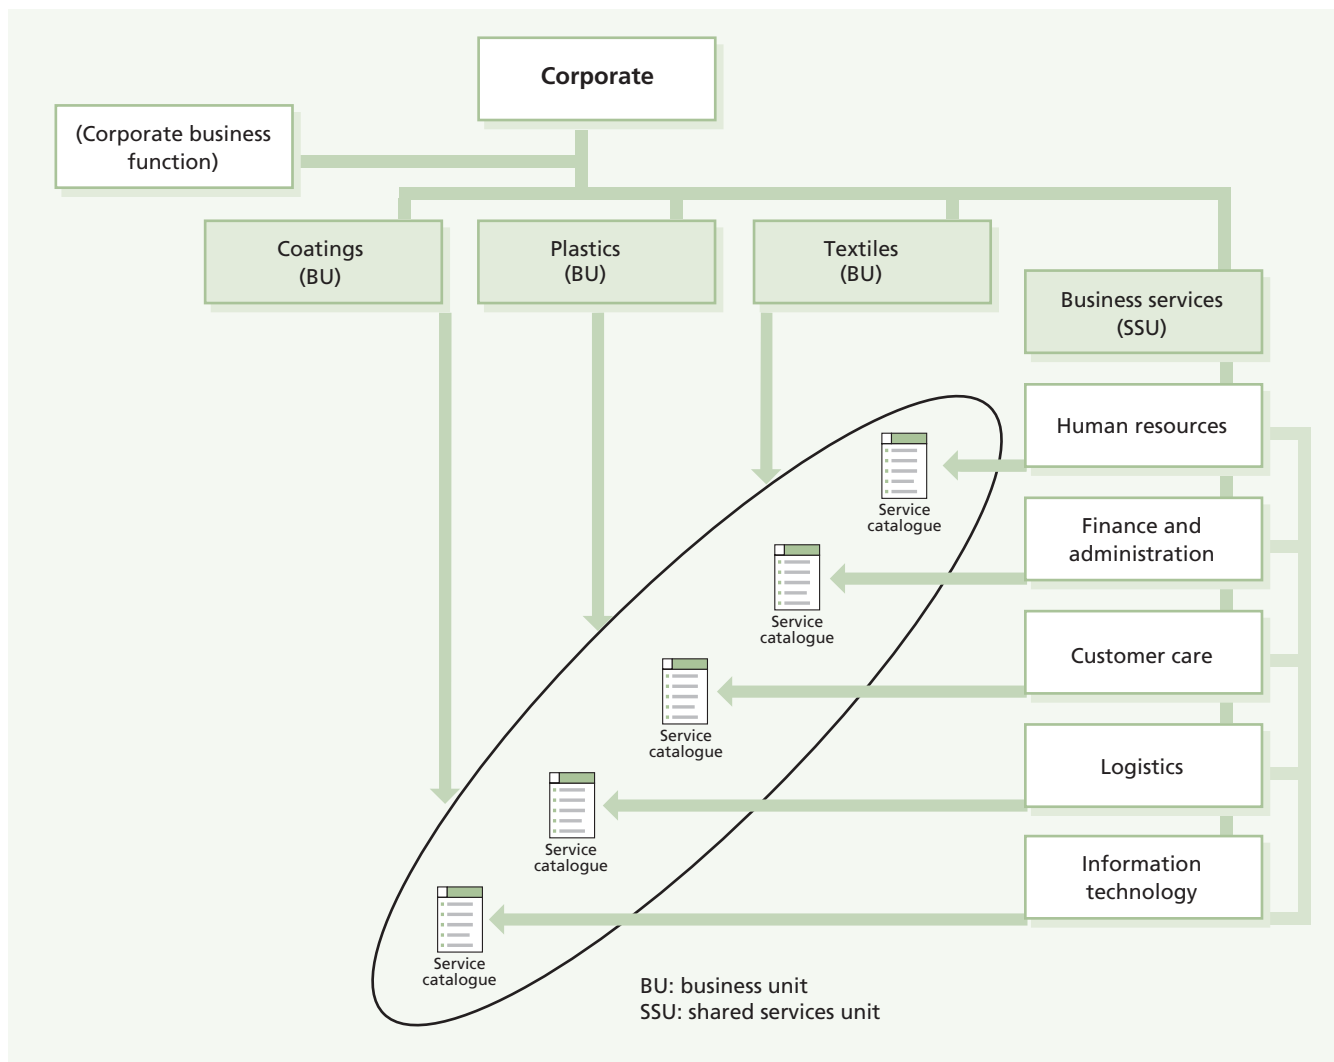 Corporate
(Corporate business
function)
Coatings
(BU)
Plastics
(BU)
Textiles
(BU)
Business services
(SSU)
Human resources
Service
catalogue
Finance and
administration
Service
catalogue
Customer care
Service
catalogue
Logistics
Service
catalogue
Information
technology
Service
catalogue
BU: business unit
SSU: shared services unit